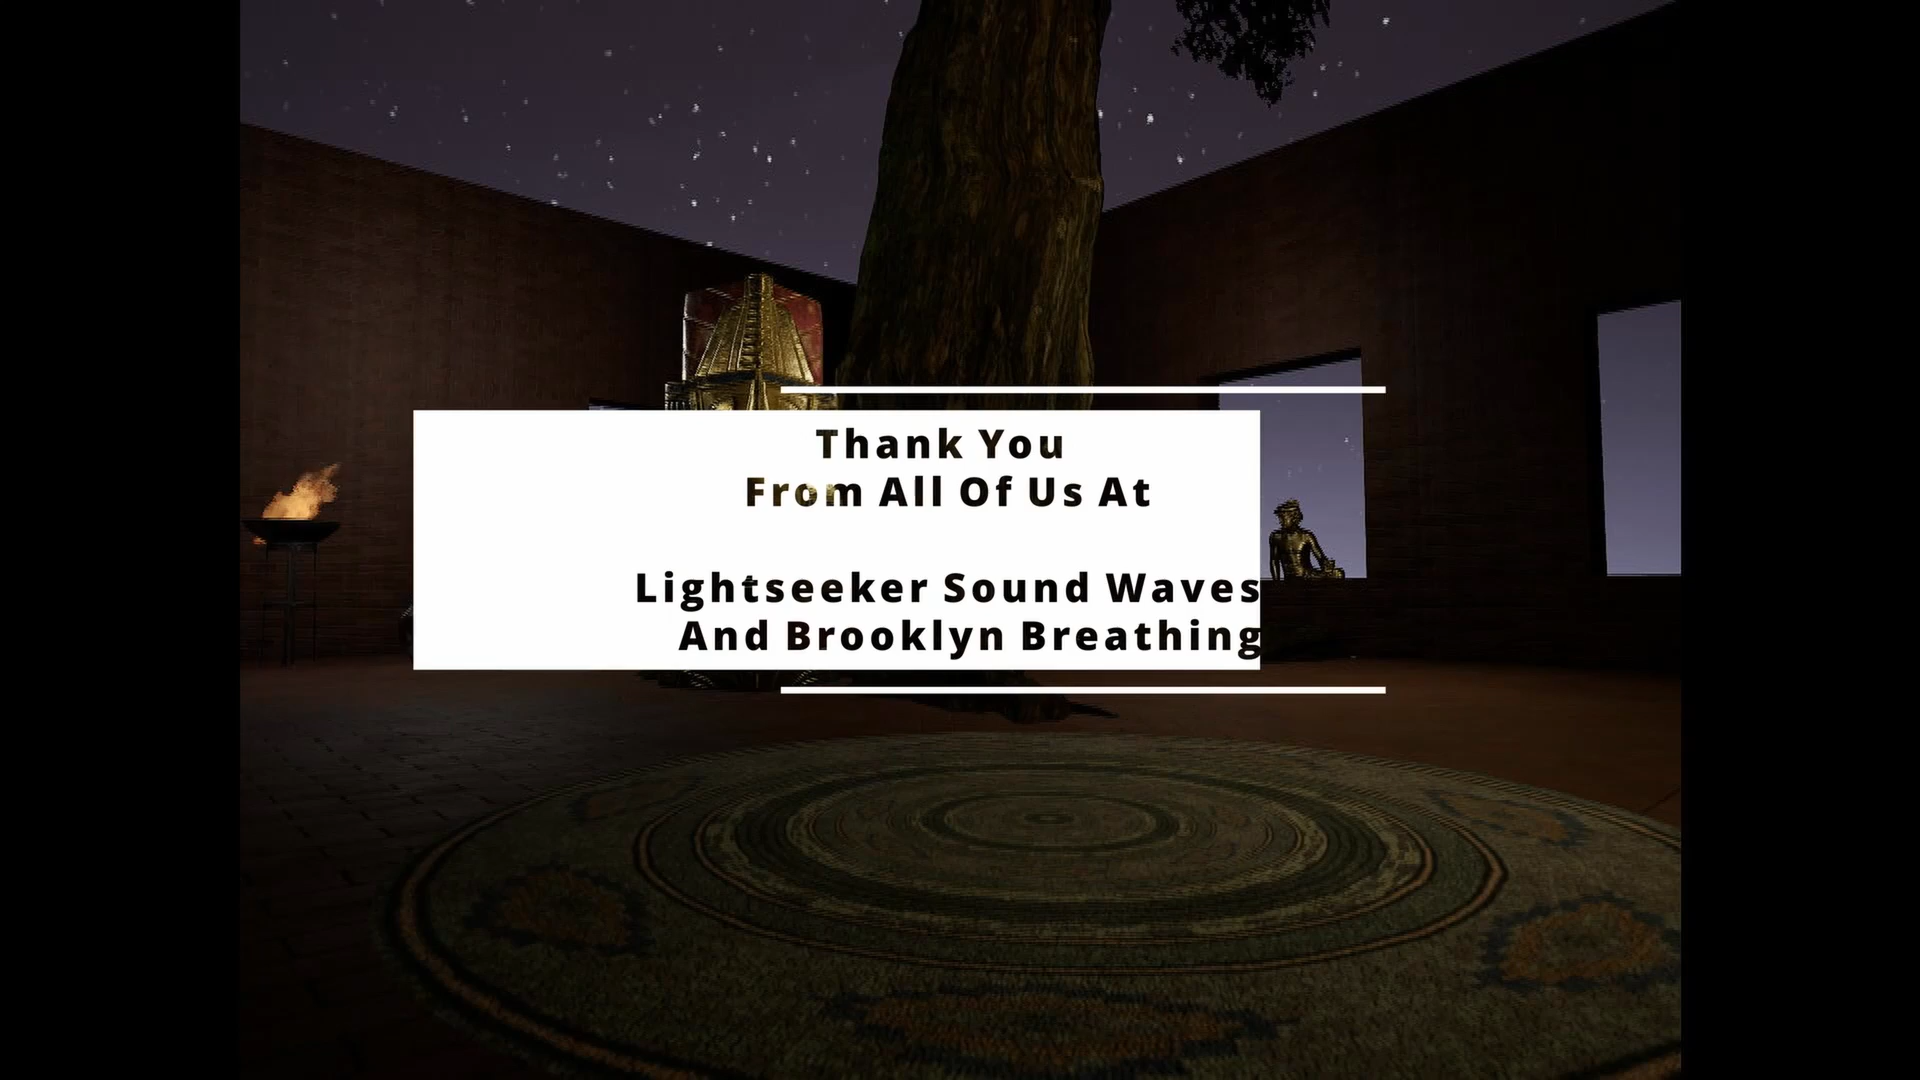 Thank You
From All Of Us At
Lightseeker Sound Waves
And Brooklyn Breathing